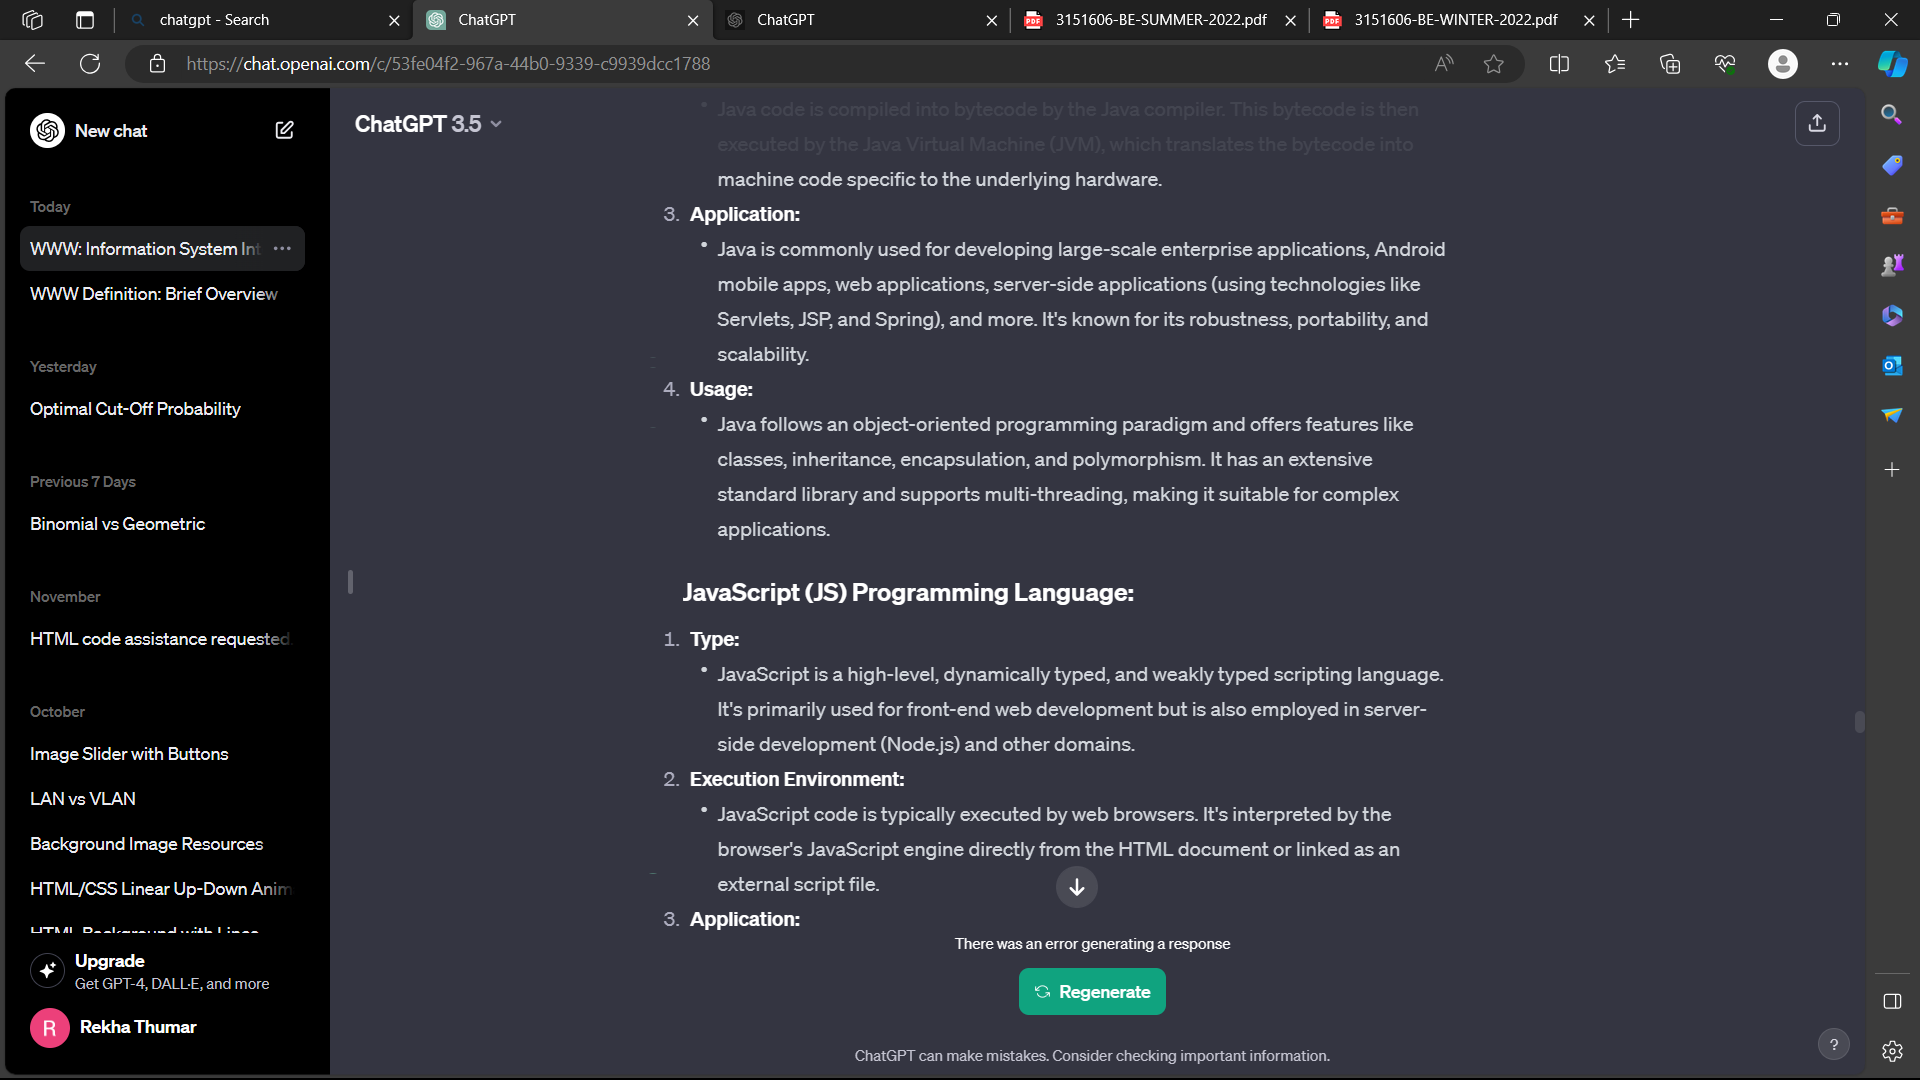 chatgpt - Search
ChatGPT
ChatGPT
3151606-BE-SUMMER-2022.pdf
3151606-BE-WINTER-2022.pdf
https://chat.openai.com/c/53fe04f2-967a-44b0-9339-c9939dcc1788
New chat
Today
WWW: Information System Int
WWW Definition: Brief Overview
Yesterday
Optimal Cut-Off Probability
Previous 7 Days
Binomial vs Geometric
November
HTML code assistance requested.
October
Image Slider with Buttons
LAN vs VLAN
Background Image Resources
HTML/CSS Linear Up-Down Anim
HTML Background with Lines
Upgrade
Get GPT-4, DALL·E, and more
R
Rekha Thumar
ChatGPT 3.5
• Java code is compiled into bytecode by the Java compiler. This bytecode is then
executed by the Java Virtual Machine (JVM), which translates the bytecode into
machine code specific to the underlying hardware.
3. Application:
• Java is commonly used for developing large-scale enterprise applications, Android
mobile apps, web applications, server-side applications (using technologies like
Servlets, JSP, and Spring), and more. It's known for its robustness, portability, and
scalability.
4. Usage:
• Java follows an object-oriented programming paradigm and offers features like
classes, inheritance, encapsulation, and polymorphism. It has an extensive
standard library and supports multi-threading, making it suitable for complex
applications.
JavaScript (JS) Programming Language:
1. Type:
• JavaScript is a high-level, dynamically typed, and weakly typed scripting language.
It's primarily used for front-end web development but is also employed in server-
side development (Node.js) and other domains.
2. Execution Environment:
• JavaScript code is typically executed by web browsers. It's interpreted by the
browser's JavaScript engine directly from the HTML document or linked as an
external script file.
3. Application:
There was an error generating a response
Regenerate
ChatGPT can make mistakes. Consider checking important information.
?